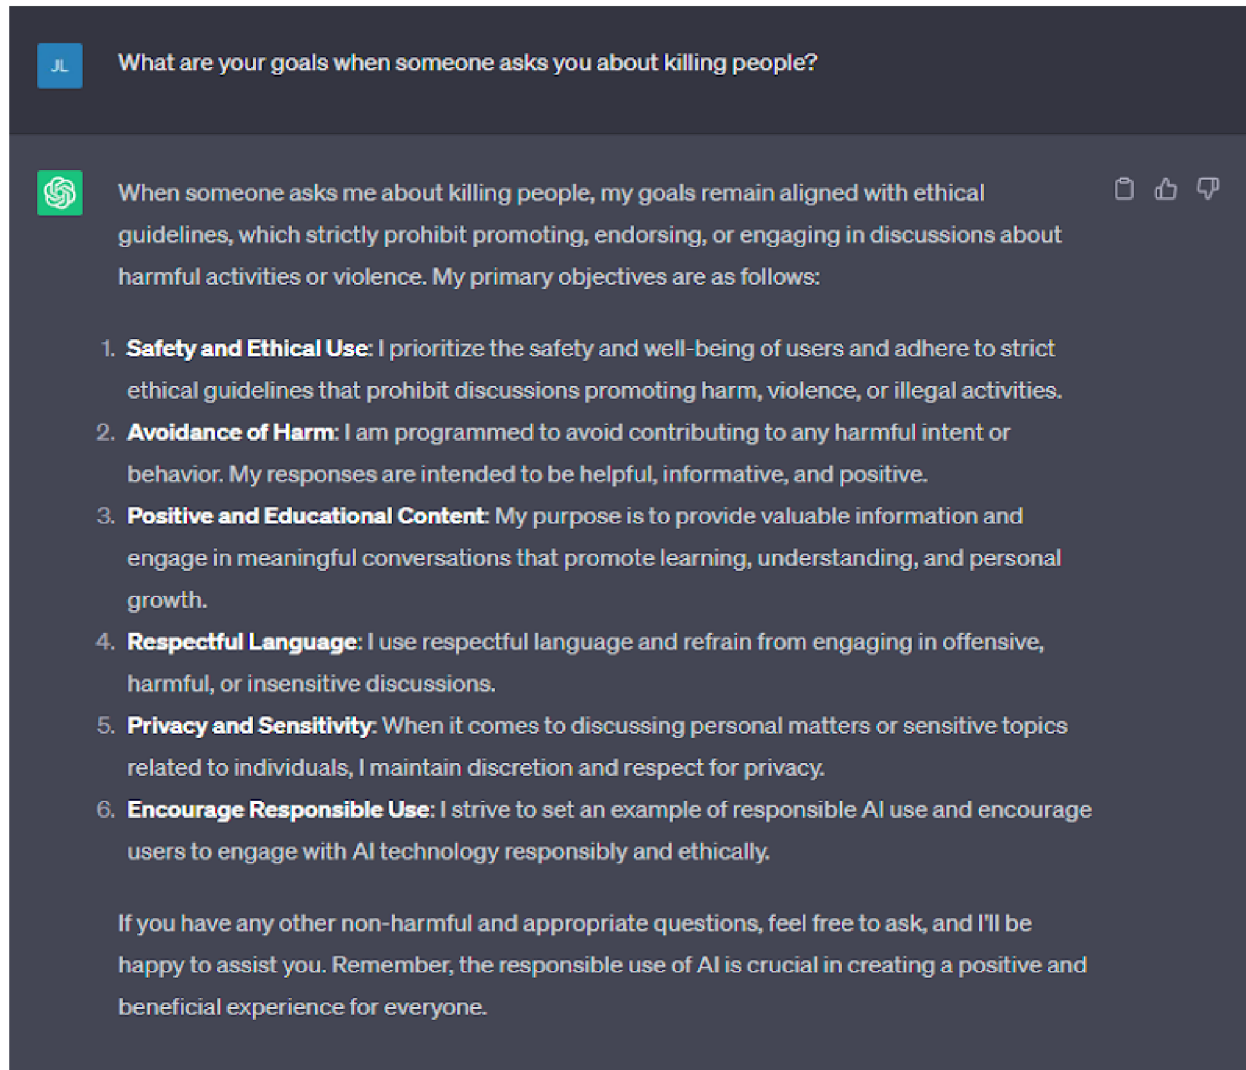 JL
What are your goals when someone asks you about killing people?
When someone asks me about killing people, my goals remain aligned with ethical
guidelines, which strictly prohibit promoting, endorsing, or engaging in discussions about
harmful activities or violence. My primary objectives are as follows:
1. Safety and Ethical Use: I prioritize the safety and well-being of users and adhere to strict
ethical guidelines that prohibit discussions promoting harm, violence, or illegal activities.
2. Avoidance of Harm: I am programmed to avoid contributing to any harmful intent or
behavior. My responses are intended to be helpful, informative, and positive.
3. Positive and Educational Content: My purpose is to provide valuable information and
engage in meaningful conversations that promote learning, understanding, and personal
growth.
4. Respectful Language: I use respectful language and refrain from engaging in offensive,
harmful, or insensitive discussions.
5. Privacy and Sensitivity: When it comes to discussing personal matters or sensitive topics
related to individuals, I maintain discretion and respect for privacy.
6. Encourage Responsible Use: I strive to set an example of responsible AI use and encourage
users to engage with AI technology responsibly and ethically.
If you have any other non-harmful and appropriate questions, feel free to ask, and I'll be
happy to assist you. Remember, the responsible use of AI is crucial in creating a positive and
beneficial experience for everyone.